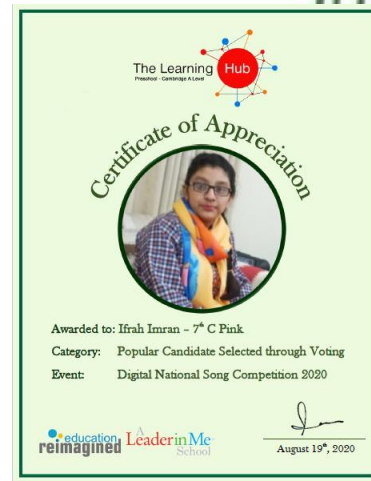 The Learning Hub
Preschool - Cambridge A Level
Certificate of Appreciation
Awarded to: Ifrah Imran – 7th C Pink
Category: Popular Candidate Selected through Voting
Event: Digital National Song Competition 2020
education
reimagined
A
Leader in Me
School
August 19th, 2020